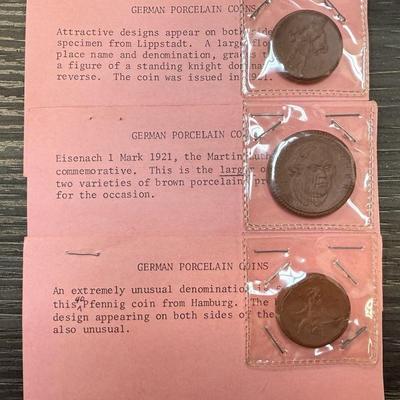 GERMAN PORCELAIN COINS
Attractive designs appear on both
specimen from Lippstadt. A large
place name and denomination, graces
a figure of a standing knight
reverse. The coin was issued in
GERMAN PORCELAIN
Eisenach 1 Mark 1921, the Martin
commemorative. This is the larger
two varieties of brown porcelain
for the occasion.
GERMAN PORCELAIN COINS
An extremely unusual denomination
this 40 Pfennig coin from Hamburg. The
design appearing on both sides of the
also unusual.